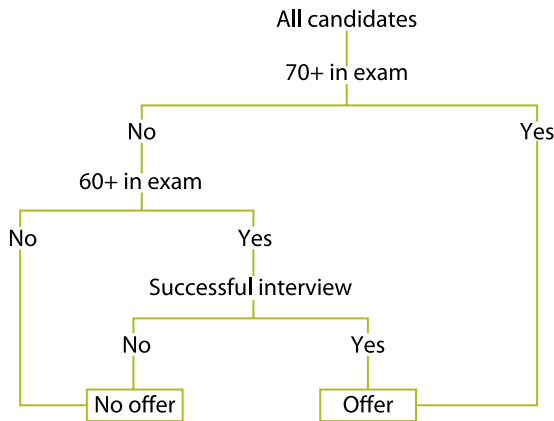 All candidates
70+ in exam
No
Yes
60+ in exam
No
Yes
Successful interview
No
Yes
No offer
Offer